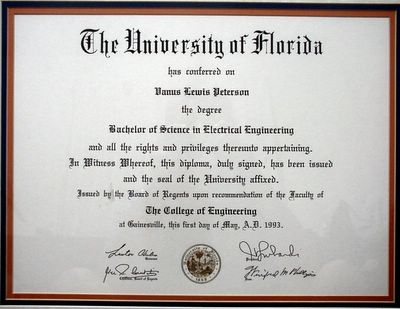 The University of Florida
has conferred on
Vanus Lewis Peterson
the degree
Bachelor of Science in Electrical Engineering
and all the rights and privileges thereunto appertaining.
In Witness Whereof, this diploma, duly signed, has been issued
and the seal of the University affixed.
Issued by the Board of Regents upon recommendation of the Faculty of
The College of Engineering
at Gainesville, this first day of May, A.D. 1993.